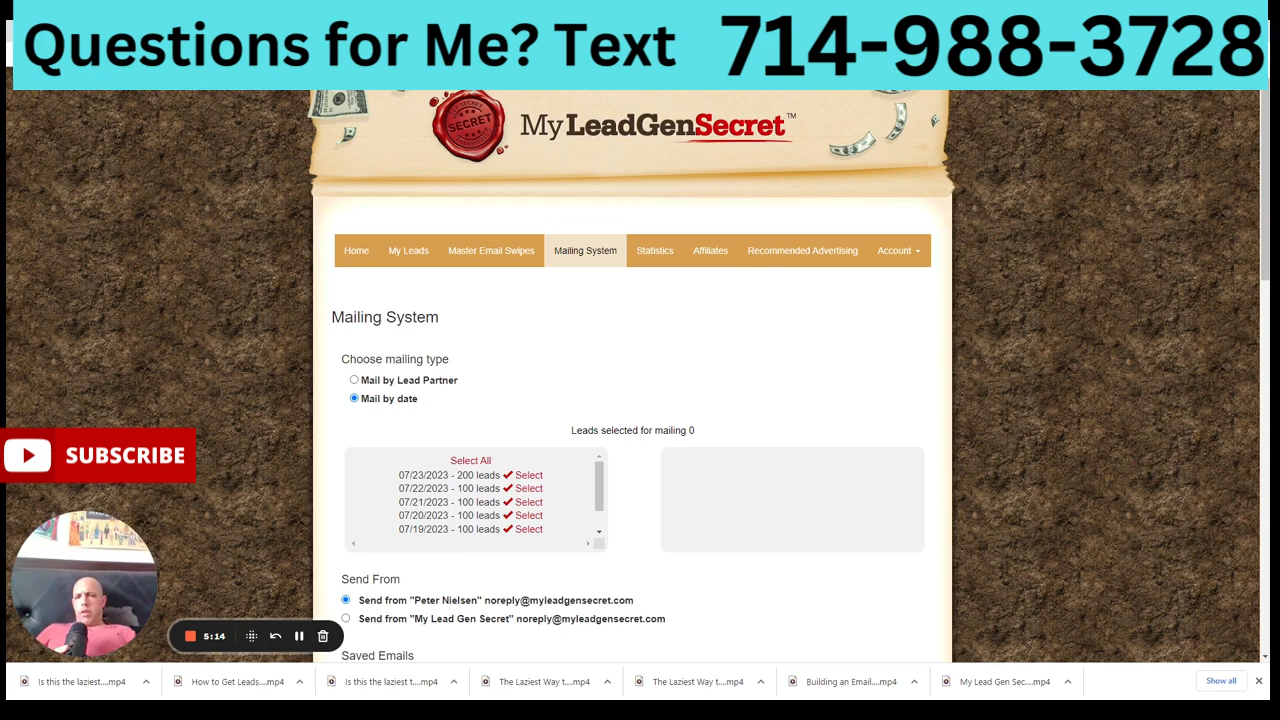 Questions for Me? Text 714-988-3728
SECRET
SECRET
MyLeadGenSecret™
Home My Leads Master Email Swipes Mailing System Statistics Affiliates Recommended Advertising Account
Mailing System
Choose mailing type
Mail by Lead Partner
Mail by date
Leads selected for mailing 0
Select All
07/23/2023 - 200 leads ✔ Select
07/22/2023 - 100 leads ✔ Select
07/21/2023 - 100 leads ✔ Select
07/20/2023 - 100 leads ✔ Select
07/19/2023 - 100 leads ✔ Select
SUBSCRIBE
Send From
Send from "Peter Nielsen" noreply@myleadgensecret.com
Send from "My Lead Gen Secret" noreply@myleadgensecret.com
5:14
Saved Emails
Is this the laziest....mp4 How to Get Leads....mp4 Is this the laziest t....mp4 The Laziest Way t....mp4 The Laziest Way t....mp4 Building an Email....mp4 My Lead Gen Sec....mp4 Show all